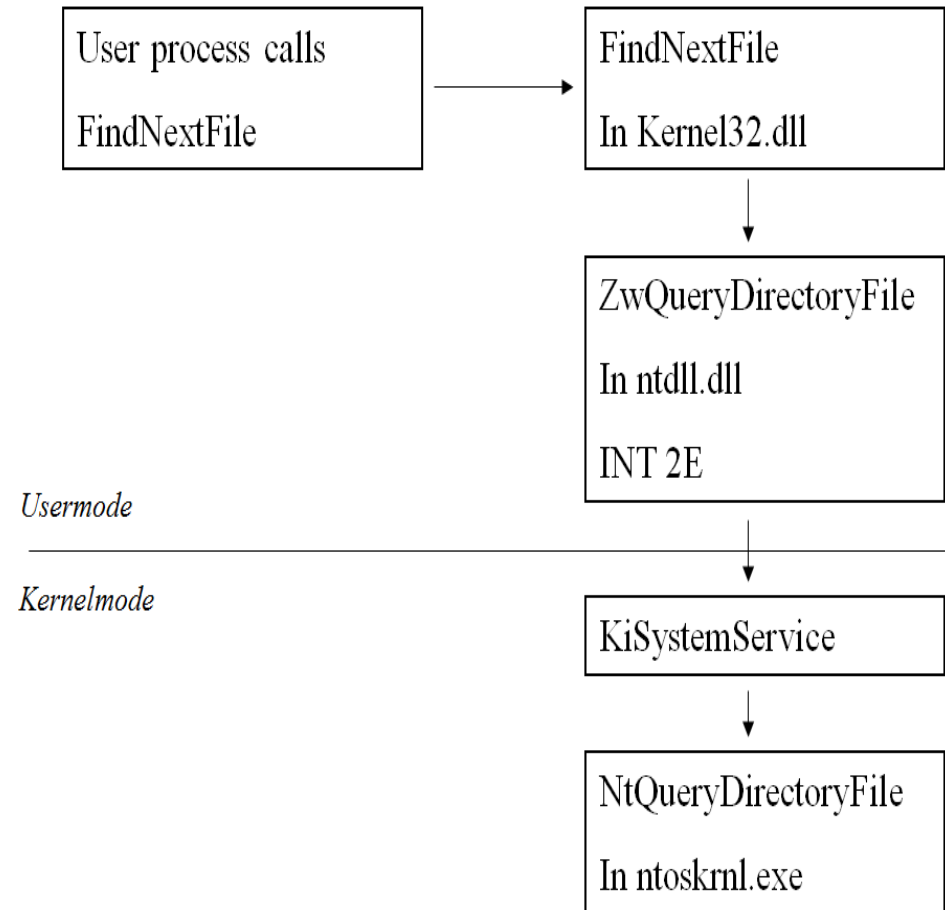 User process calls
FindNextFile
FindNextFile
In Kernel32.dll
ZwQueryDirectoryFile
In ntdll.dll
INT 2E
Usermode
Kernelmode
KiSystemService
NtQueryDirectoryFile
In ntoskrnl.exe